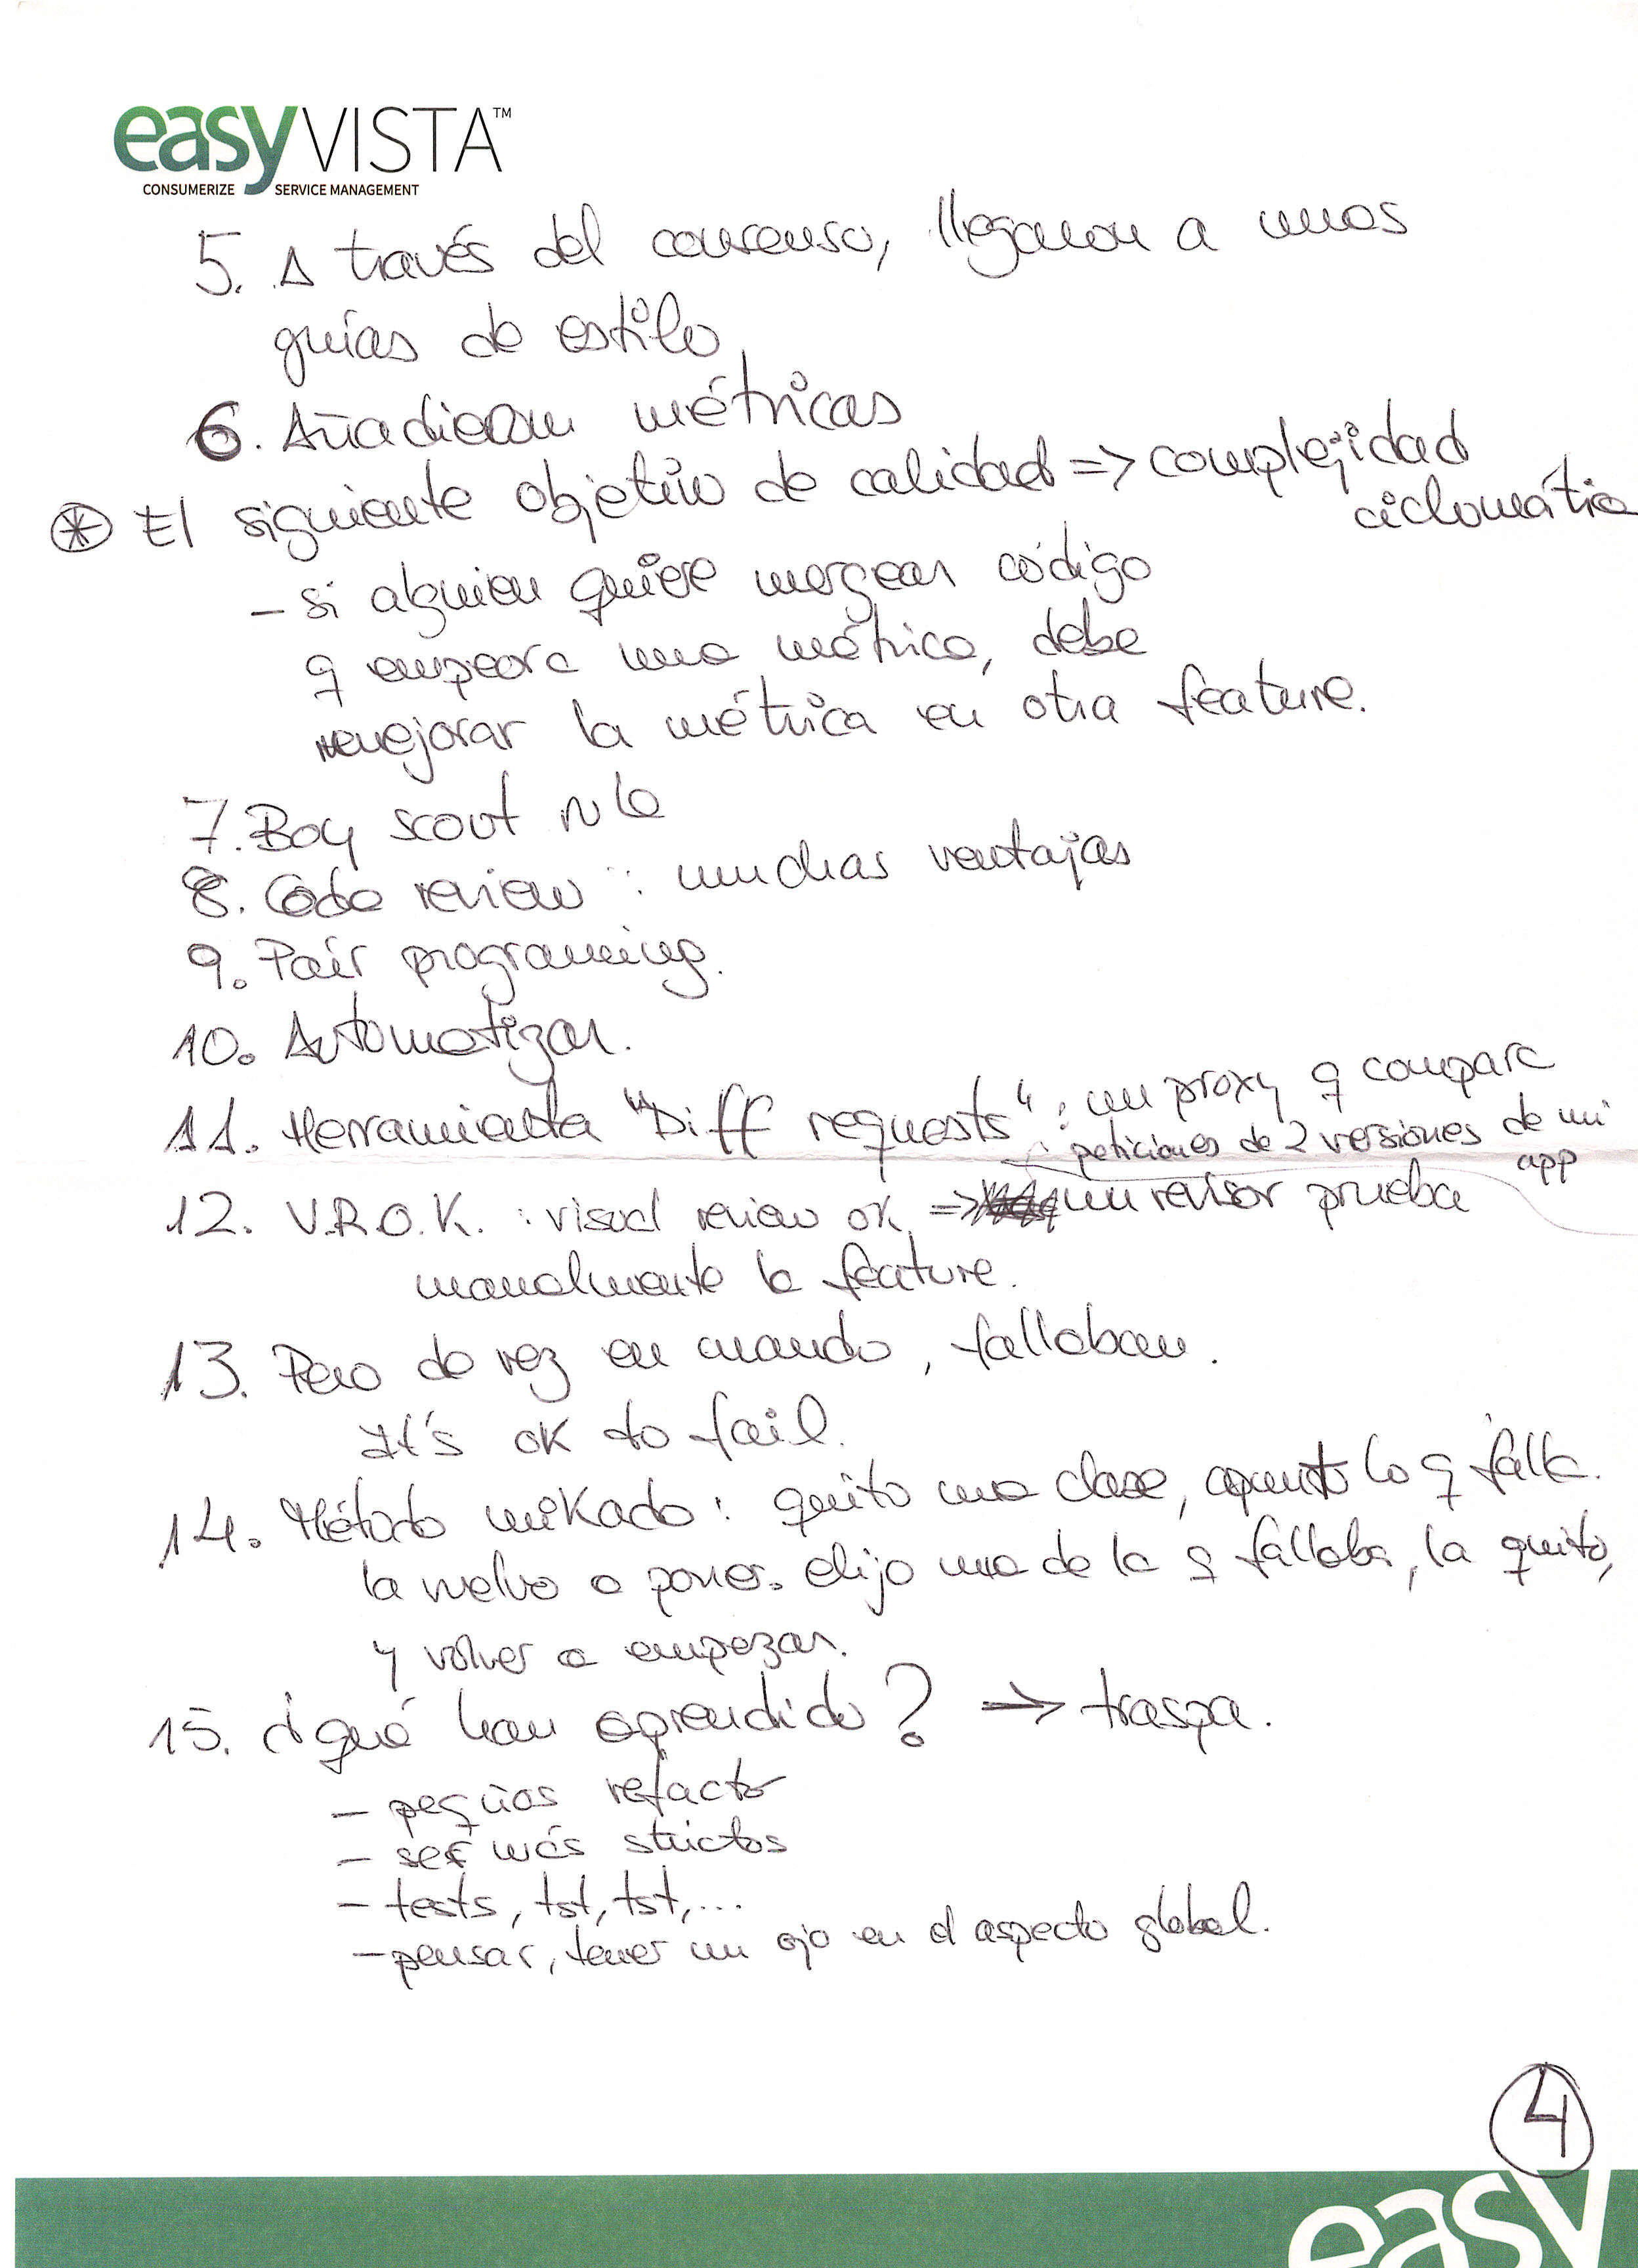 easyVISTA™
CONSUMERIZE SERVICE MANAGEMENT
5. A través del consenso, llegaron a unas
guías de estilo
6. Añadieron métricas
* El siguiente objetivo de calidad => complejidad
ciclomática
- si alguien quiere mergear código
q empeora una métrica, debe
mejorar la métrica en otra feature.
7. Boy scout rule
8. Code review : muchas ventajas
9. Pair programing.
10. Automatizar.
11. Herramienta "Diff requests" : un proxy q compara
peticiones de 2 versiones de mi
app
12. V.R.O.K. : visual review ok => un revisor prueba
manualmente la feature.
13. Pero de vez en cuando, fallaban.
It's ok to fail.
14. Método mikado: quito una clase, apunto lo q falla.
la vuelvo a poner. elijo una de la q fallaba, la quito,
y volver a empezar.
15. ¿qué han aprendido? → traspa.
- peqños refactor
- ser más strictos
- tests, tst, tst, ...
- pensar, tener un ojo en el aspecto global.
4
easy